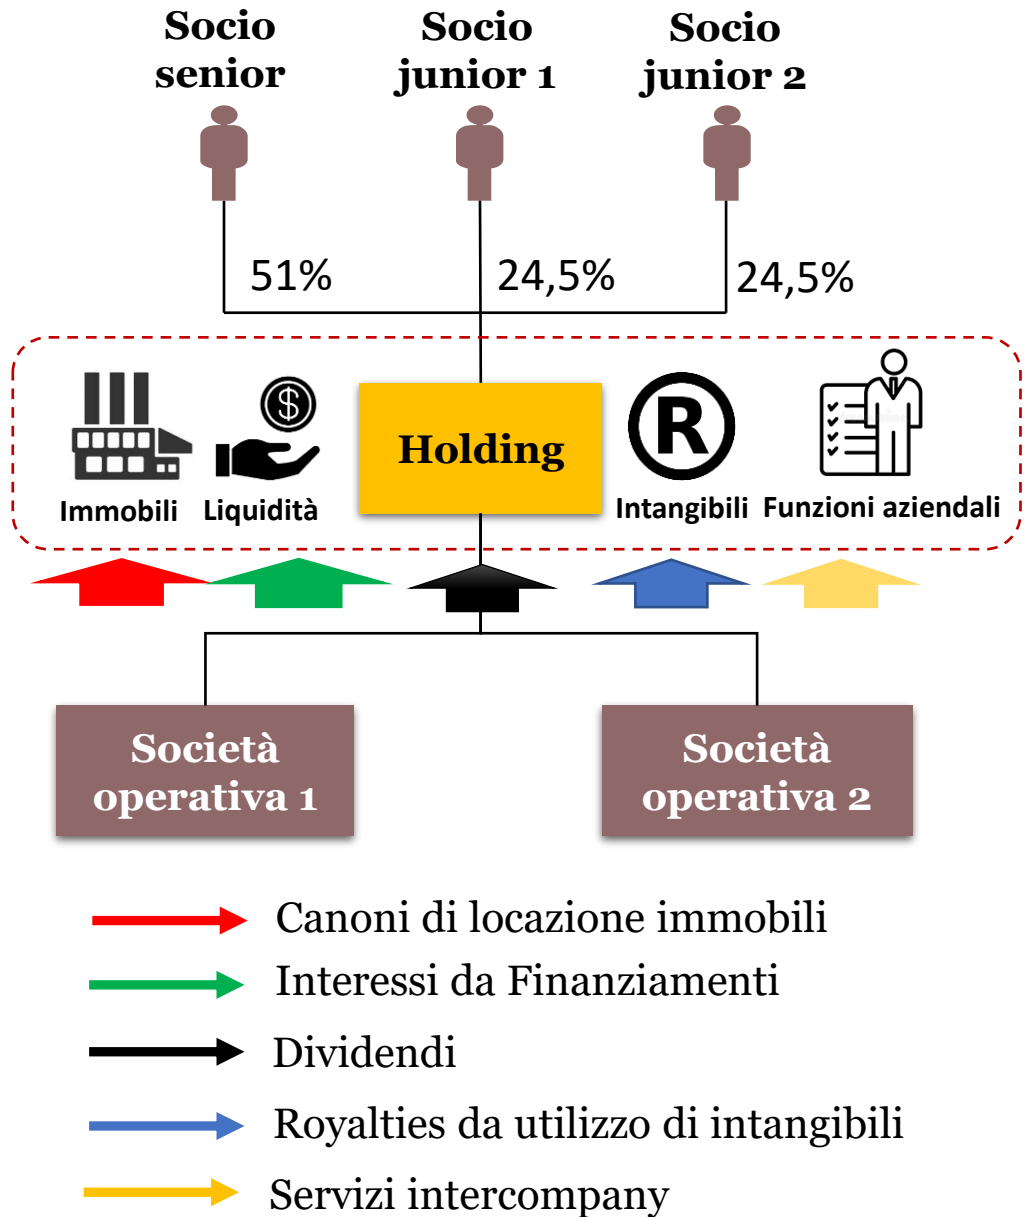 Socio
senior
Socio
junior 1
Socio
junior 2
51%
24,5%
24,5%
$
R
Holding
Immobili
Liquidità
Intangibili
Funzioni aziendali
Società
operativa 1
Società
operativa 2
Canoni di locazione immobili
Interessi da Finanziamenti
Dividendi
Royalties da utilizzo di intangibili
Servizi intercompany